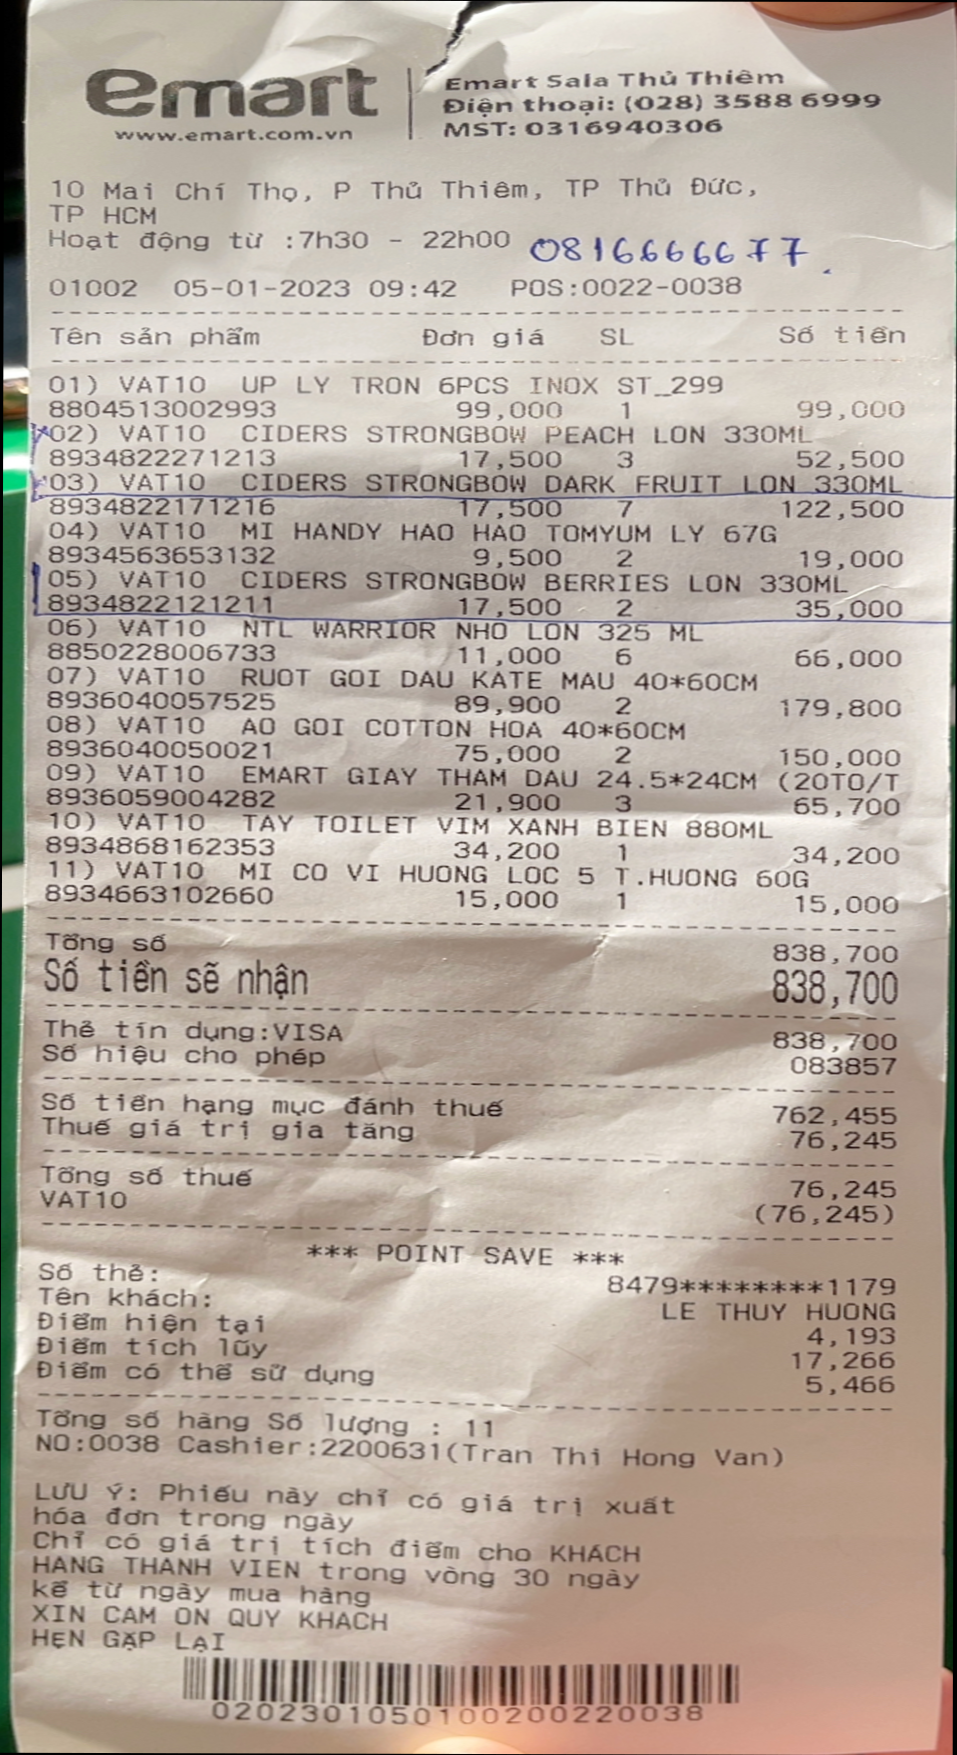 emart
www.emart.com.vn
Emart Sala Thủ Thiêm
Điện thoại: (028) 3588 6999
MST: 0316940306
10 Mai Chí Thọ, P Thủ Thiêm, TP Thủ Đức,
TP HCM
Hoạt động từ :7h30 - 22h00 0816666677.
01002 05-01-2023 09:42 POS:0022-0038
Tên sản phẩm Đơn giá SL Số tiền
01) VAT10 UP LY TRON 6PCS INOX ST_299
8804513002993 99,000 1 99,000
02) VAT10 CIDERS STRONGBOW PEACH LON 330ML
8934822271213 17,500 3 52,500
03) VAT10 CIDERS STRONGBOW DARK FRUIT LON 330ML
8934822171216 17,500 7 122,500
04) VAT10 MI HANDY HAO HAO TOMYUM LY 67G
8934563653132 9,500 2 19,000
05) VAT10 CIDERS STRONGBOW BERRIES LON 330ML
8934822121211 17,500 2 35,000
06) VAT10 NTL WARRIOR NHO LON 325 ML
8850228006733 11,000 6 66,000
07) VAT10 RUOT GOI DAU KATE MAU 40*60CM
8936040057525 89,900 2 179,800
08) VAT10 AO GOI COTTON HOA 40*60CM
8936040050021 75,000 2 150,000
09) VAT10 EMART GIAY THAM DAU 24.5*24CM (20TO/T
8936059004282 21,900 3 65,700
10) VAT10 TAY TOILET VIM XANH BIEN 880ML
8934868162353 34,200 1 34,200
11) VAT10 MI CO VI HUONG LOC 5 T.HUONG 60G
8934663102660 15,000 1 15,000
Tổng số 838,700
Số tiền sẽ nhận 838,700
Thẻ tín dụng:VISA 838,700
Số hiệu cho phép 083857
Số tiền hạng mục đánh thuế 762,455
Thuế giá trị gia tăng 76,245
Tổng số thuế 76,245
VAT10 (76,245)
*** POINT SAVE ***
Số thẻ: 8479********1179
Tên khách: LE THUY HUONG
Điểm hiện tại 4,193
Điểm tích lũy 17,266
Điểm có thể sử dụng 5,466
Tổng số hàng Số lượng : 11
NO:0038 Cashier:2200631(Tran Thi Hong Van)
LƯU Ý: Phiếu này chỉ có giá trị xuất
hóa đơn trong ngày
Chỉ có giá trị tích điểm cho KHÁCH
HANG THANH VIEN trong vòng 30 ngày
kể từ ngày mua hàng
XIN CAM ON QUY KHACH
HẸN GẶP LẠI
0202301050100200220038